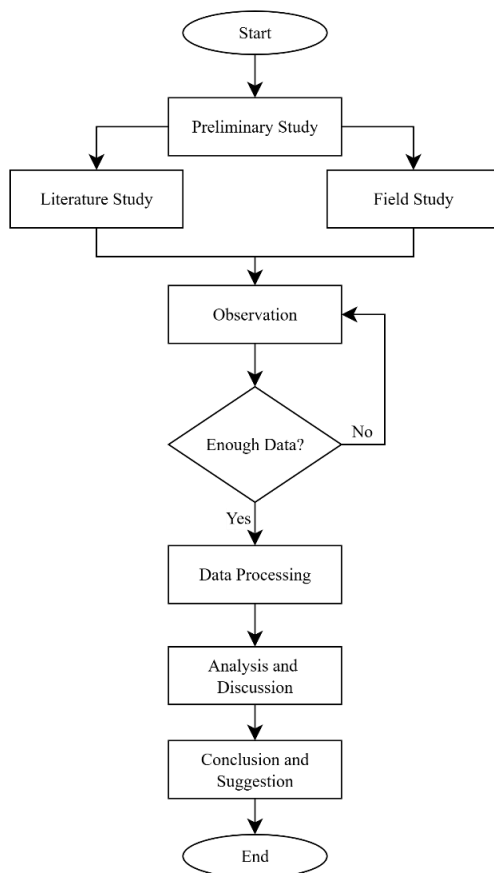 Start
Preliminary Study
Literature Study
Field Study
Observation
Enough Data?
No
Yes
Data Processing
Analysis and
Discussion
Conclusion and
Suggestion
End